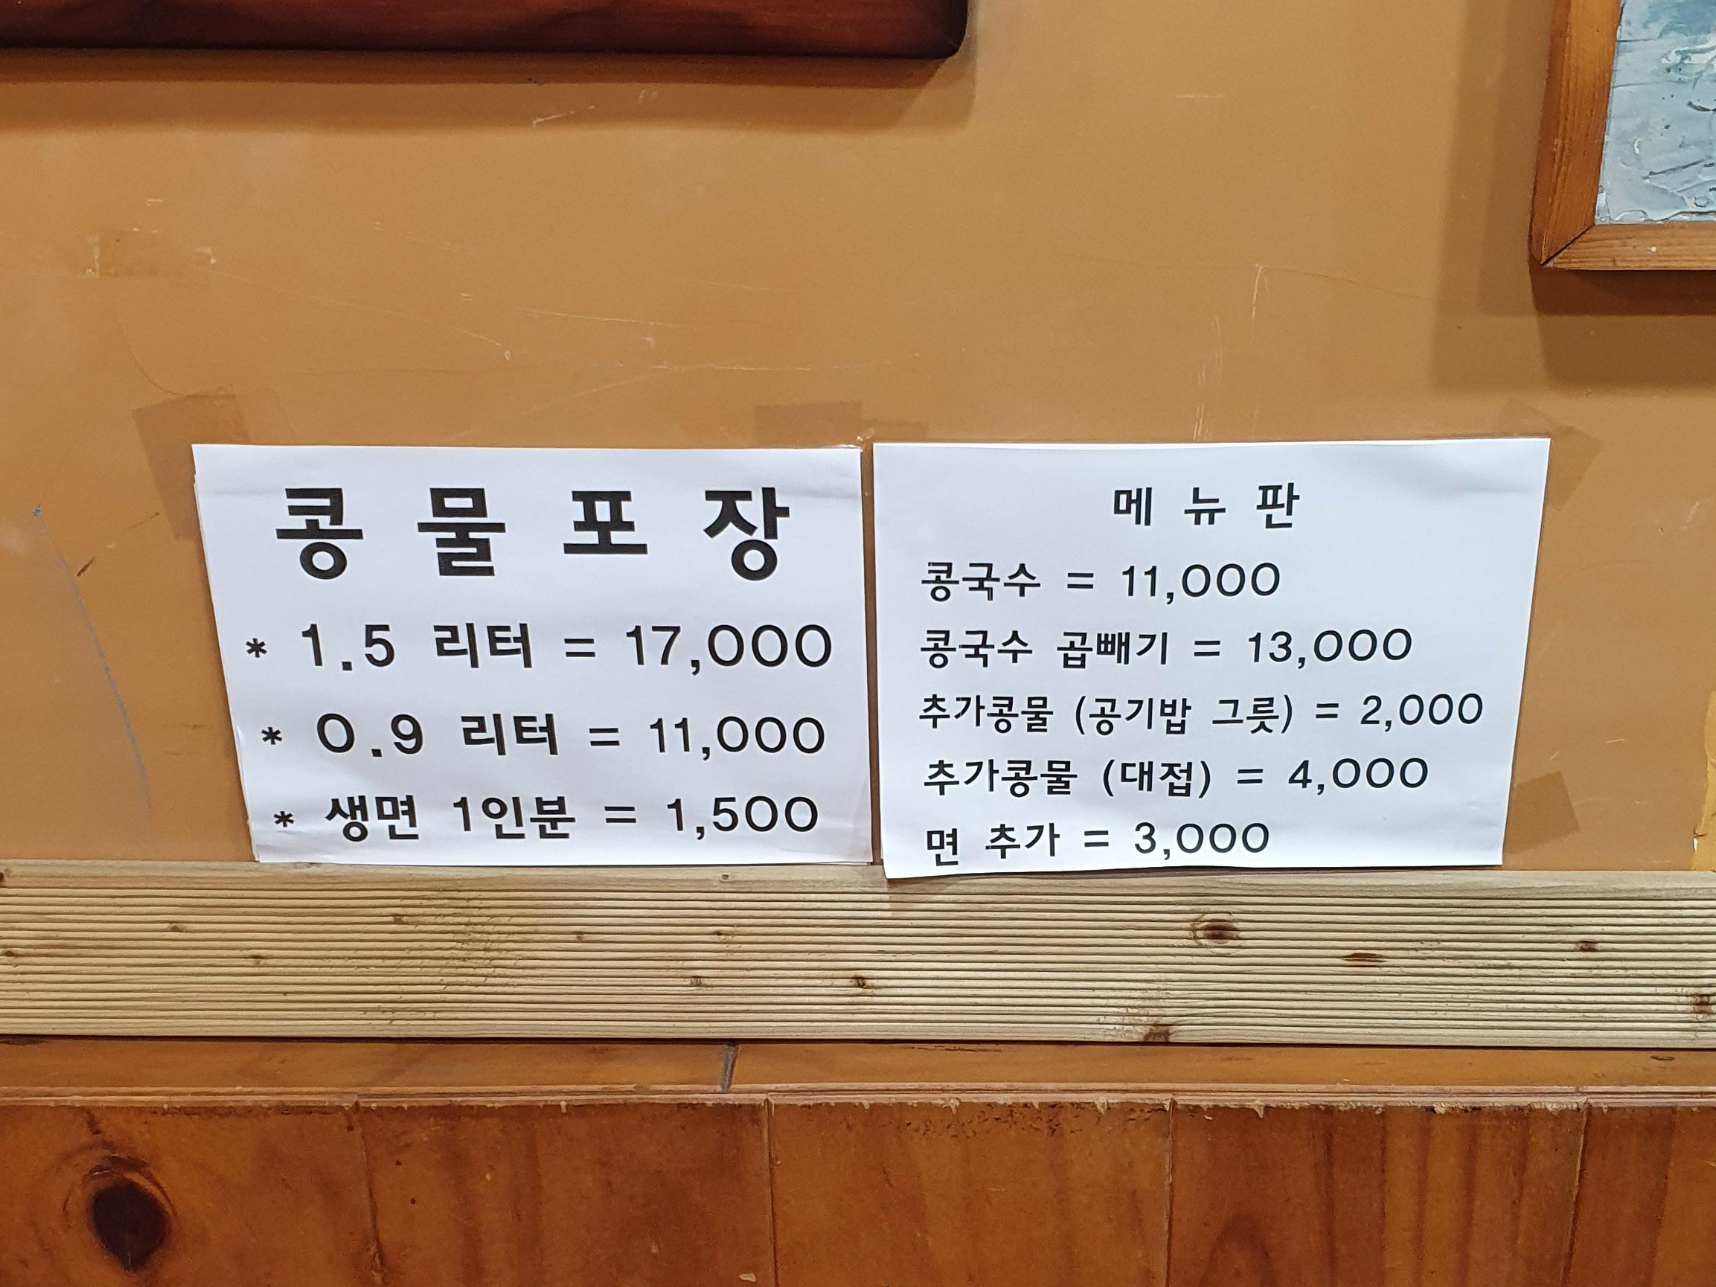 콩물포장
* 1.5 리터 = 17,000
* 0.9 리터 = 11,000
* 생면 1인분 = 1,500
메뉴판
콩국수 = 11,000
콩국수 곱빼기 = 13,000
추가콩물 (공기밥 그릇) = 2,000
추가콩물 (대접) = 4,000
면 추가 = 3,000